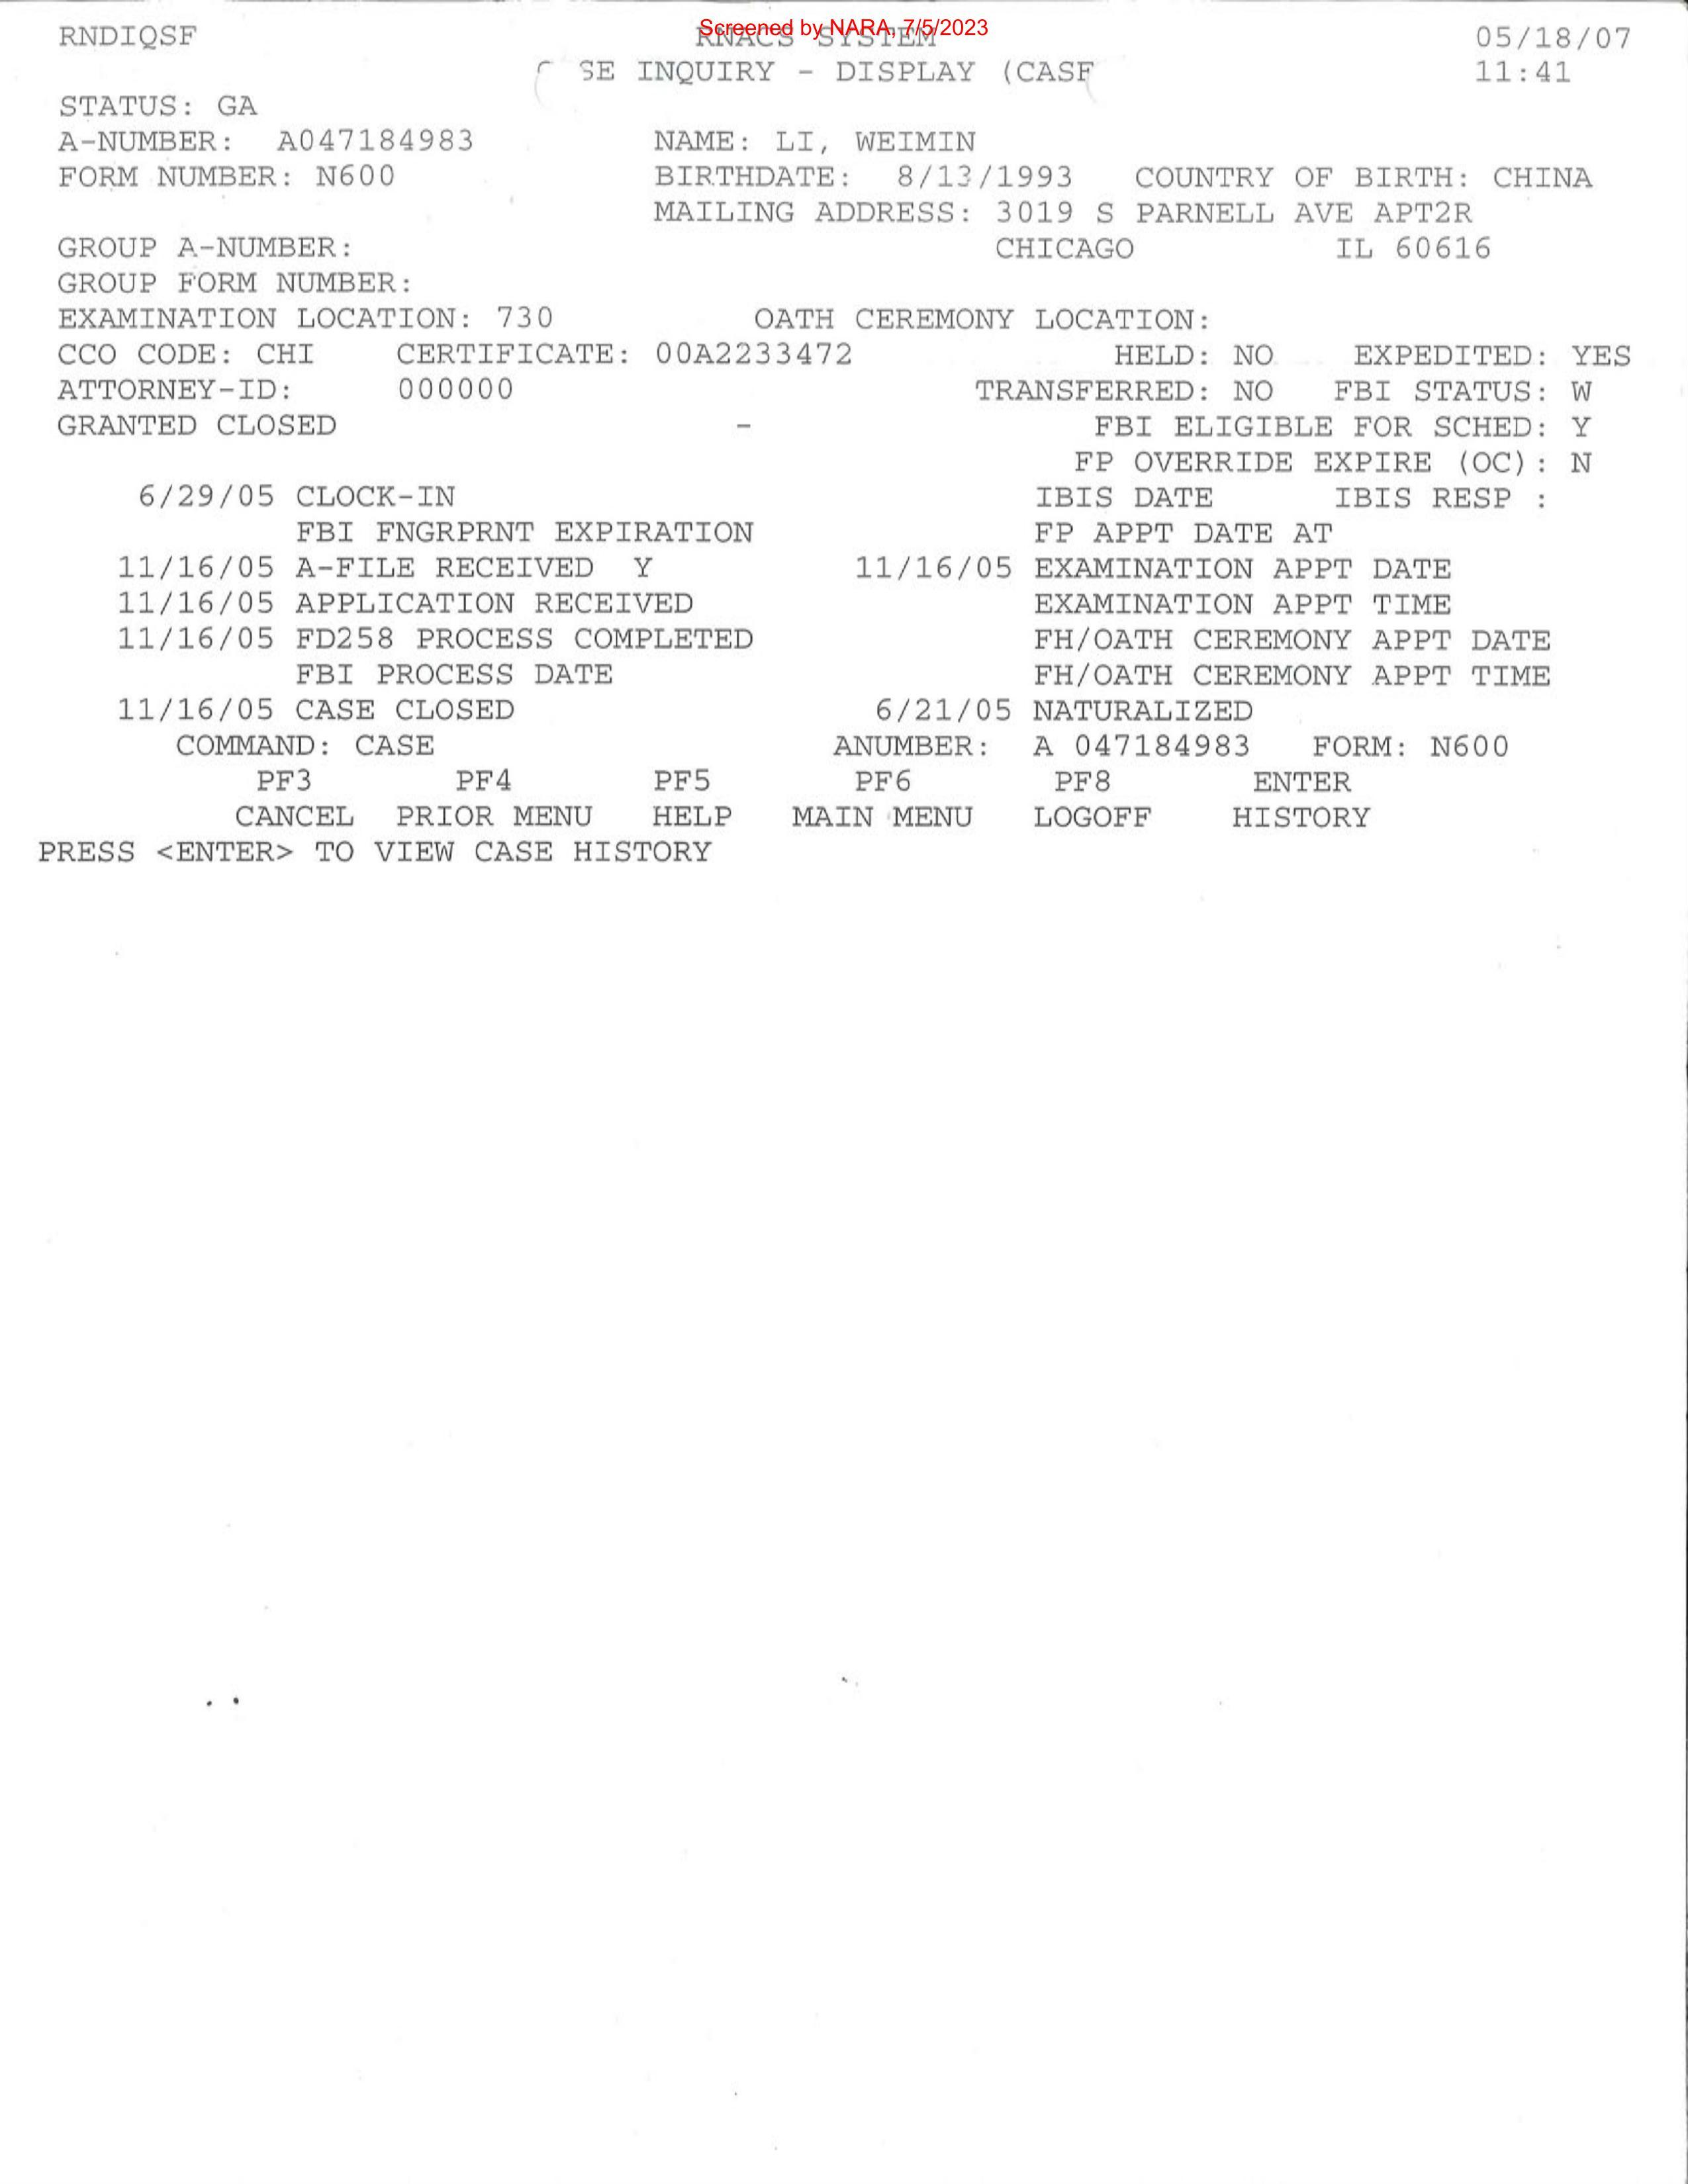 Screened by NARA, 7/5/2023
RNDIQSF RNACS SYSTEM 05/18/07
SE INQUIRY - DISPLAY (CASE 11:41
STATUS: GA
A-NUMBER: A047184983 NAME: LI, WEIMIN
FORM NUMBER: N600 BIRTHDATE: 8/13/1993 COUNTRY OF BIRTH: CHINA
MAILING ADDRESS: 3019 S PARNELL AVE APT2R
GROUP A-NUMBER: CHICAGO IL 60616
GROUP FORM NUMBER:
EXAMINATION LOCATION: 730 OATH CEREMONY LOCATION:
CCO CODE: CHI CERTIFICATE: 00A2233472 HELD: NO EXPEDITED: YES
ATTORNEY-ID: 000000 TRANSFERRED: NO FBI STATUS: W
GRANTED CLOSED - FBI ELIGIBLE FOR SCHED: Y
FP OVERRIDE EXPIRE (OC): N
6/29/05 CLOCK-IN IBIS DATE IBIS RESP :
FBI FNGRPRNT EXPIRATION FP APPT DATE AT
11/16/05 A-FILE RECEIVED Y 11/16/05 EXAMINATION APPT DATE
11/16/05 APPLICATION RECEIVED EXAMINATION APPT TIME
11/16/05 FD258 PROCESS COMPLETED FH/OATH CEREMONY APPT DATE
FBI PROCESS DATE FH/OATH CEREMONY APPT TIME
11/16/05 CASE CLOSED 6/21/05 NATURALIZED
COMMAND: CASE ANUMBER: A 047184983 FORM: N600
PF3 PF4 PF5 PF6 PF8 ENTER
CANCEL PRIOR MENU HELP MAIN MENU LOGOFF HISTORY
PRESS <ENTER> TO VIEW CASE HISTORY